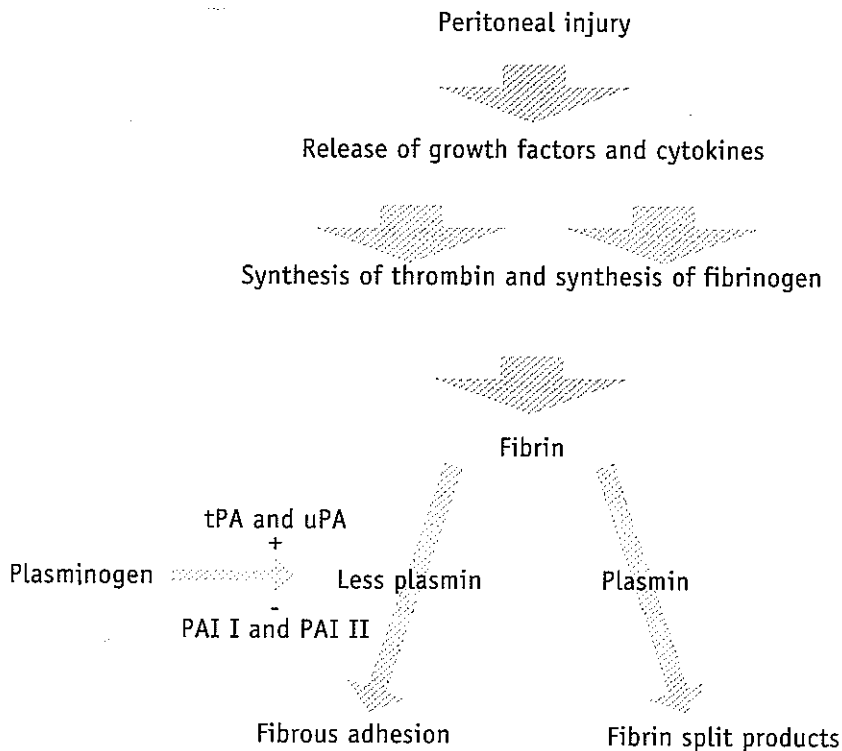 Peritoneal injury
Release of growth factors and cytokines
Synthesis of thrombin and synthesis of fibrinogen
Fibrin
tPA and uPA
+
Plasminogen
Less plasmin
Plasmin
-
PAI I and PAI II
Fibrous adhesion
Fibrin split products